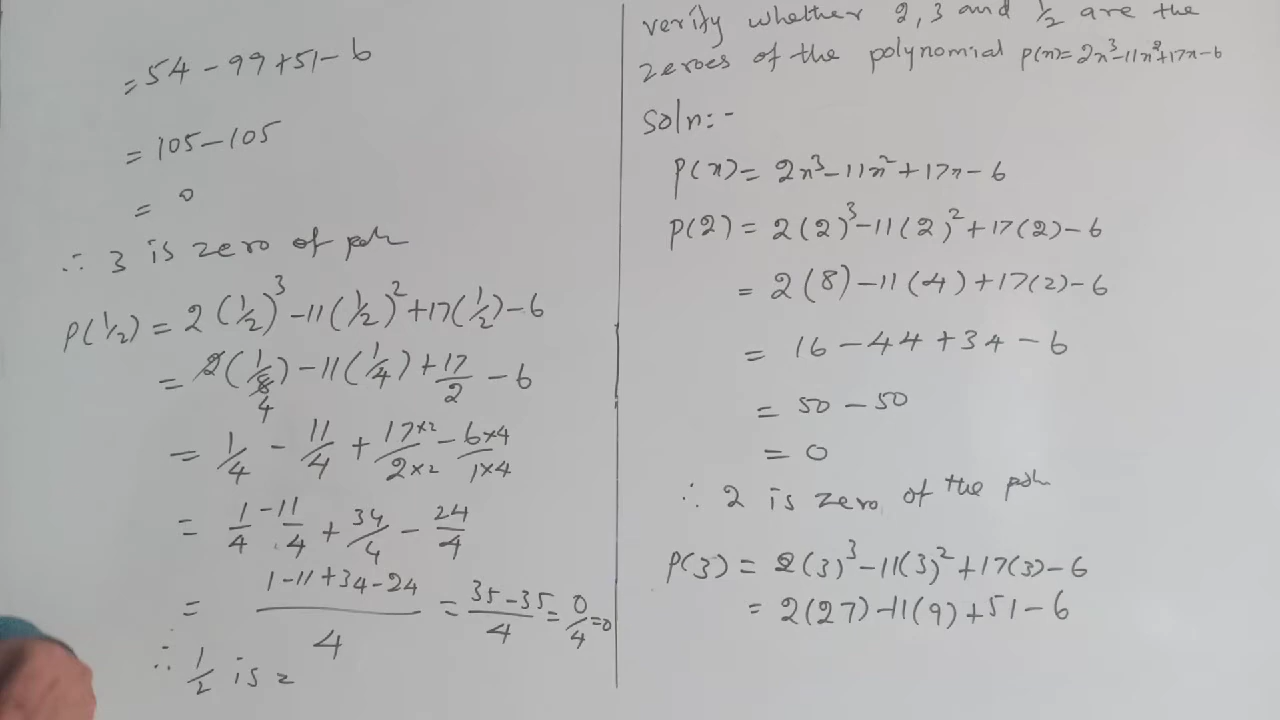 verify whether 2, 3 and 1/2 are the
zeroes of the polynomial p(x)=2x³-11x²+17x-6
Soln:-
P(x)= 2x³-11x²+17x-6
P(2) = 2(2)³-11(2)²+17(2)-6
= 2(8)-11(4)+17(2)-6
= 16-44+34-6
= 50-50
= 0
∴ 2 is zero of the
P(3) = 2(3)³-11(3)²+17(3)-6
= 2(27)-11(9)+51-6
= 54-99+51-6
= 105-105
= 0
∴ 3 is zero of
P(1/2) = 2(1/2)³-11(1/2)²+17(1/2)-6
= 2(1/8)-11(1/4)+17/2-6
4
= 1/4 - 11/4 + 17×2/2×2 - 6×4/1×4
= 1/4 - 11/4 + 34/4 - 24/4
= 1-11+34-24/4 = 35-35/4 = 0/4 = 0
∴ 1/2 is z